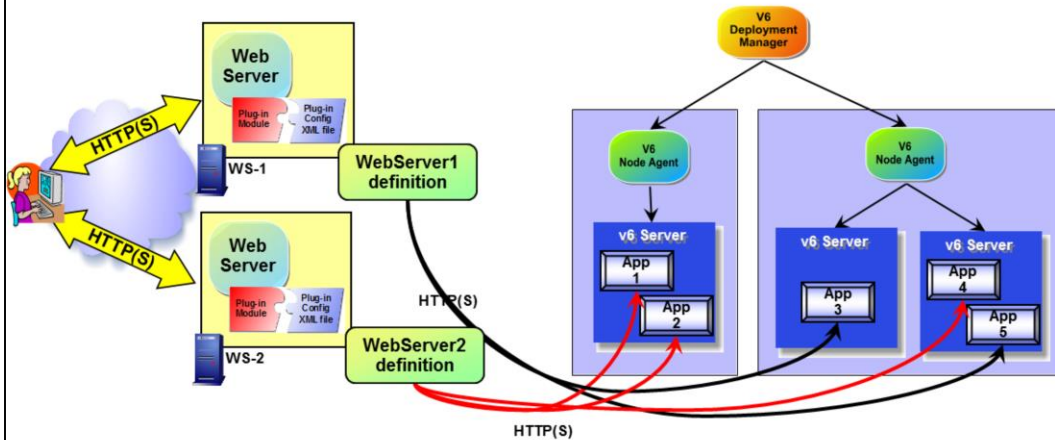 HTTP(S)
Web
Server
Plug-in
Module
Plug-in
Config
XML file
WS-1
WebServer1
definition
HTTP(S)
Web
Server
Plug-in
Module
Plug-in
Config
XML file
WS-2
WebServer2
definition
HTTP(S)
HTTP(S)
V6
Deployment
Manager
V6
Node Agent
v6 Server
App
1
App
2
V6
Node Agent
v6 Server
App
3
v6 Server
App
4
App
5